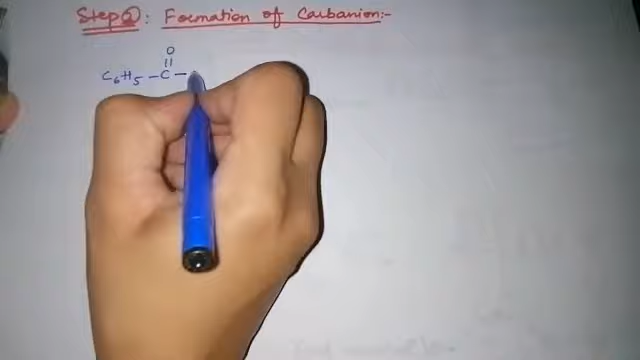 Step②: Formation of Carbanion:-
O
||
C₆H₅-C-